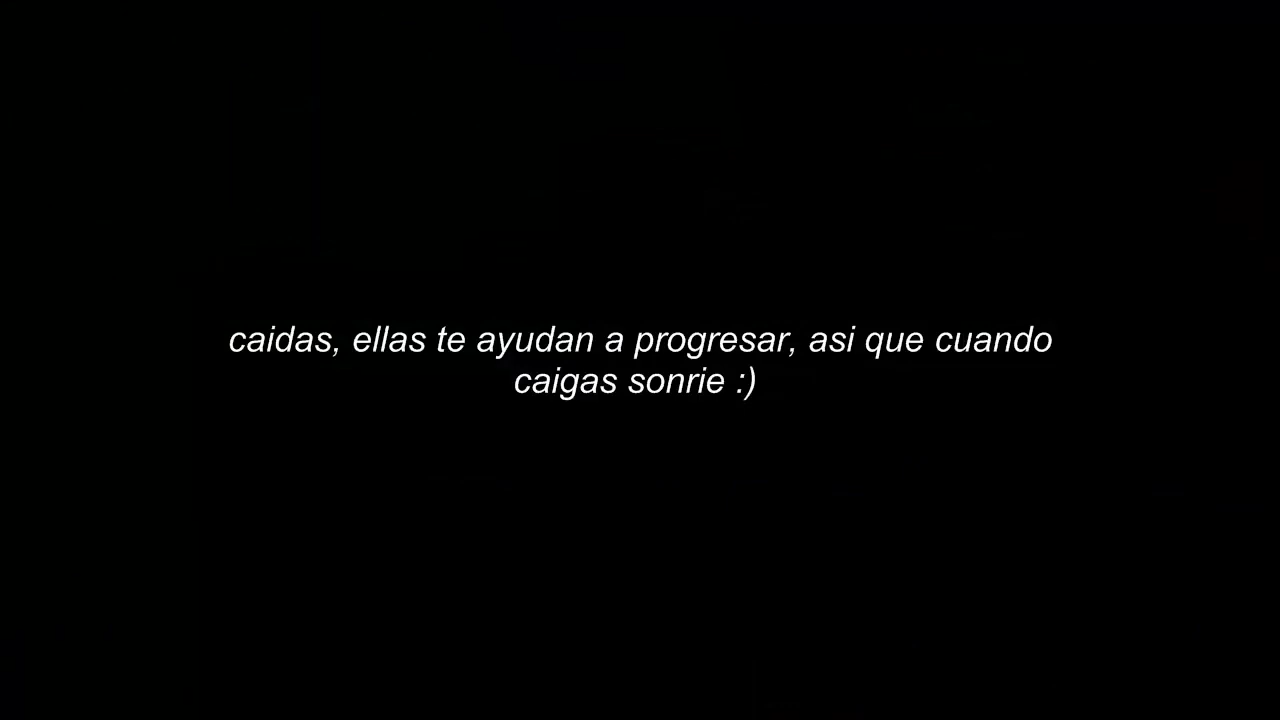 caidas, ellas te ayudan a progresar, asi que cuando
caigas sonrie :)